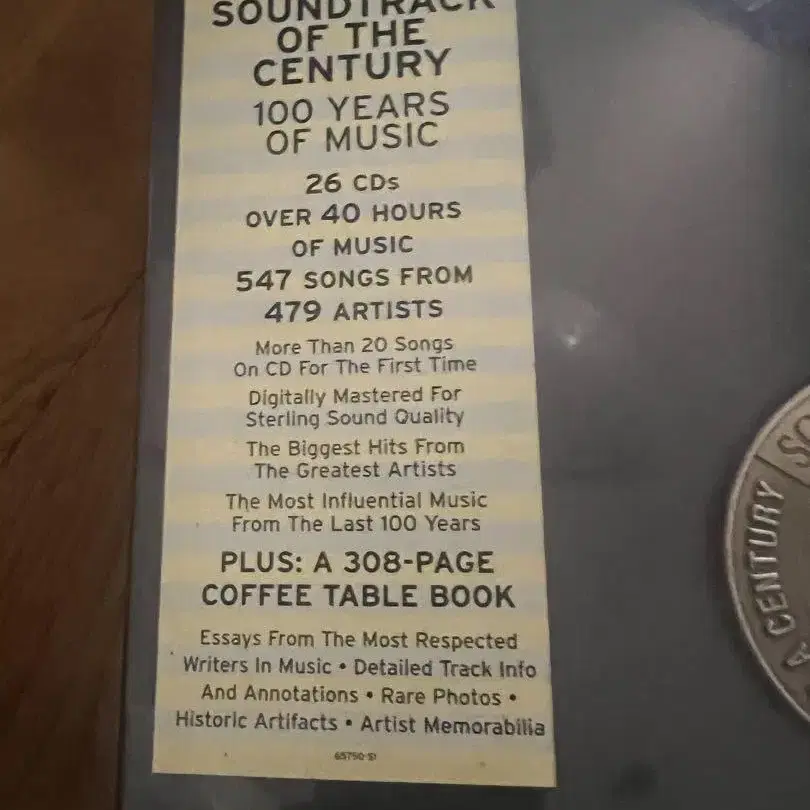 SOUNDTRACK
OF THE
CENTURY
100 YEARS
OF MUSIC
26 CDs
OVER 40 HOURS
OF MUSIC
547 SONGS FROM
479 ARTISTS
More Than 20 Songs
On CD For The First Time
Digitally Mastered For
Sterling Sound Quality
The Biggest Hits From
The Greatest Artists
The Most Influential Music
From The Last 100 Years
PLUS: A 308-PAGE
COFFEE TABLE BOOK
Essays From The Most Respected
Writers In Music • Detailed Track Info
And Annotations • Rare Photos •
Historic Artifacts • Artist Memorabilia
65750-S1
A CENTURY
SO